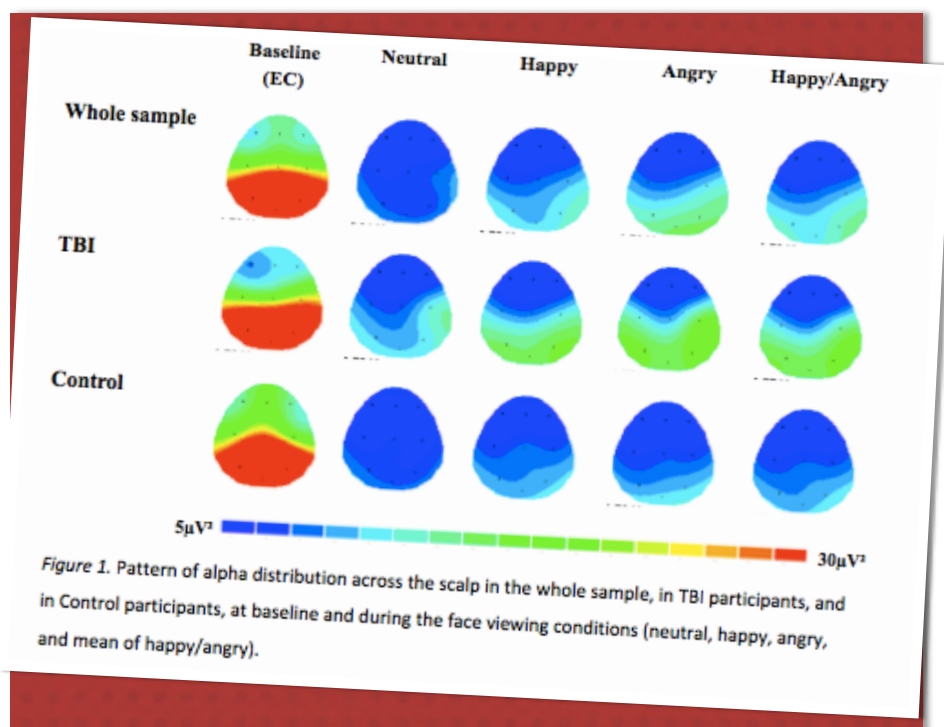 Baseline (EC) Neutral Happy Angry Happy/Angry
Whole sample
TBI
Control
5µV² 30µV²
Figure 1. Pattern of alpha distribution across the scalp in the whole sample, in TBI participants, and
in Control participants, at baseline and during the face viewing conditions (neutral, happy, angry,
and mean of happy/angry).